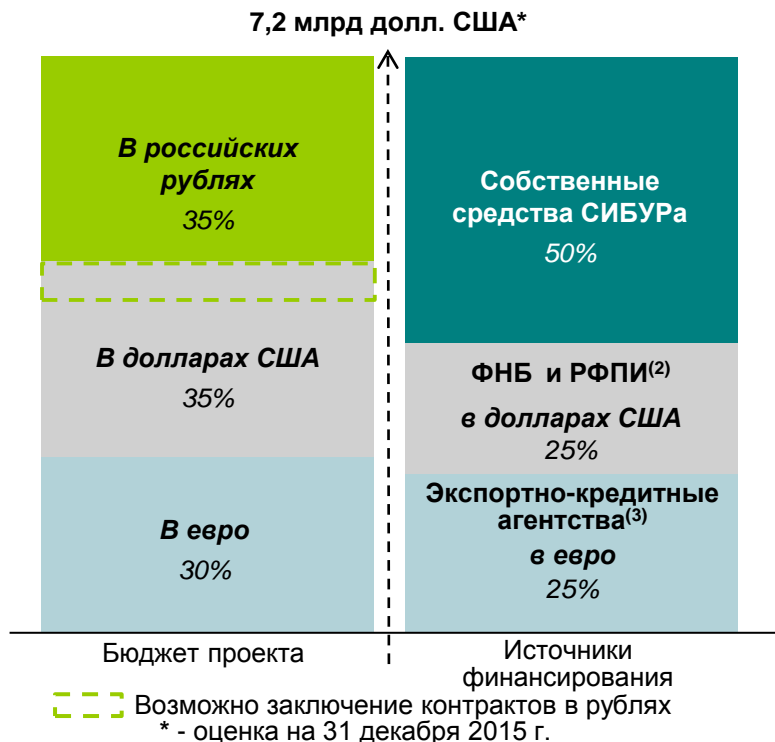 7,2 млрд долл. США*
В российских
рублях
35%
В долларах США
35%
В евро
30%
Собственные
средства СИБУРа
50%
ФНБ и РФПИ(2)
в долларах США
25%
Экспортно-кредитные
агентства(3)
в евро
25%
Бюджет проекта
Источники
финансирования
Возможно заключение контрактов в рублях
* - оценка на 31 декабря 2015 г.